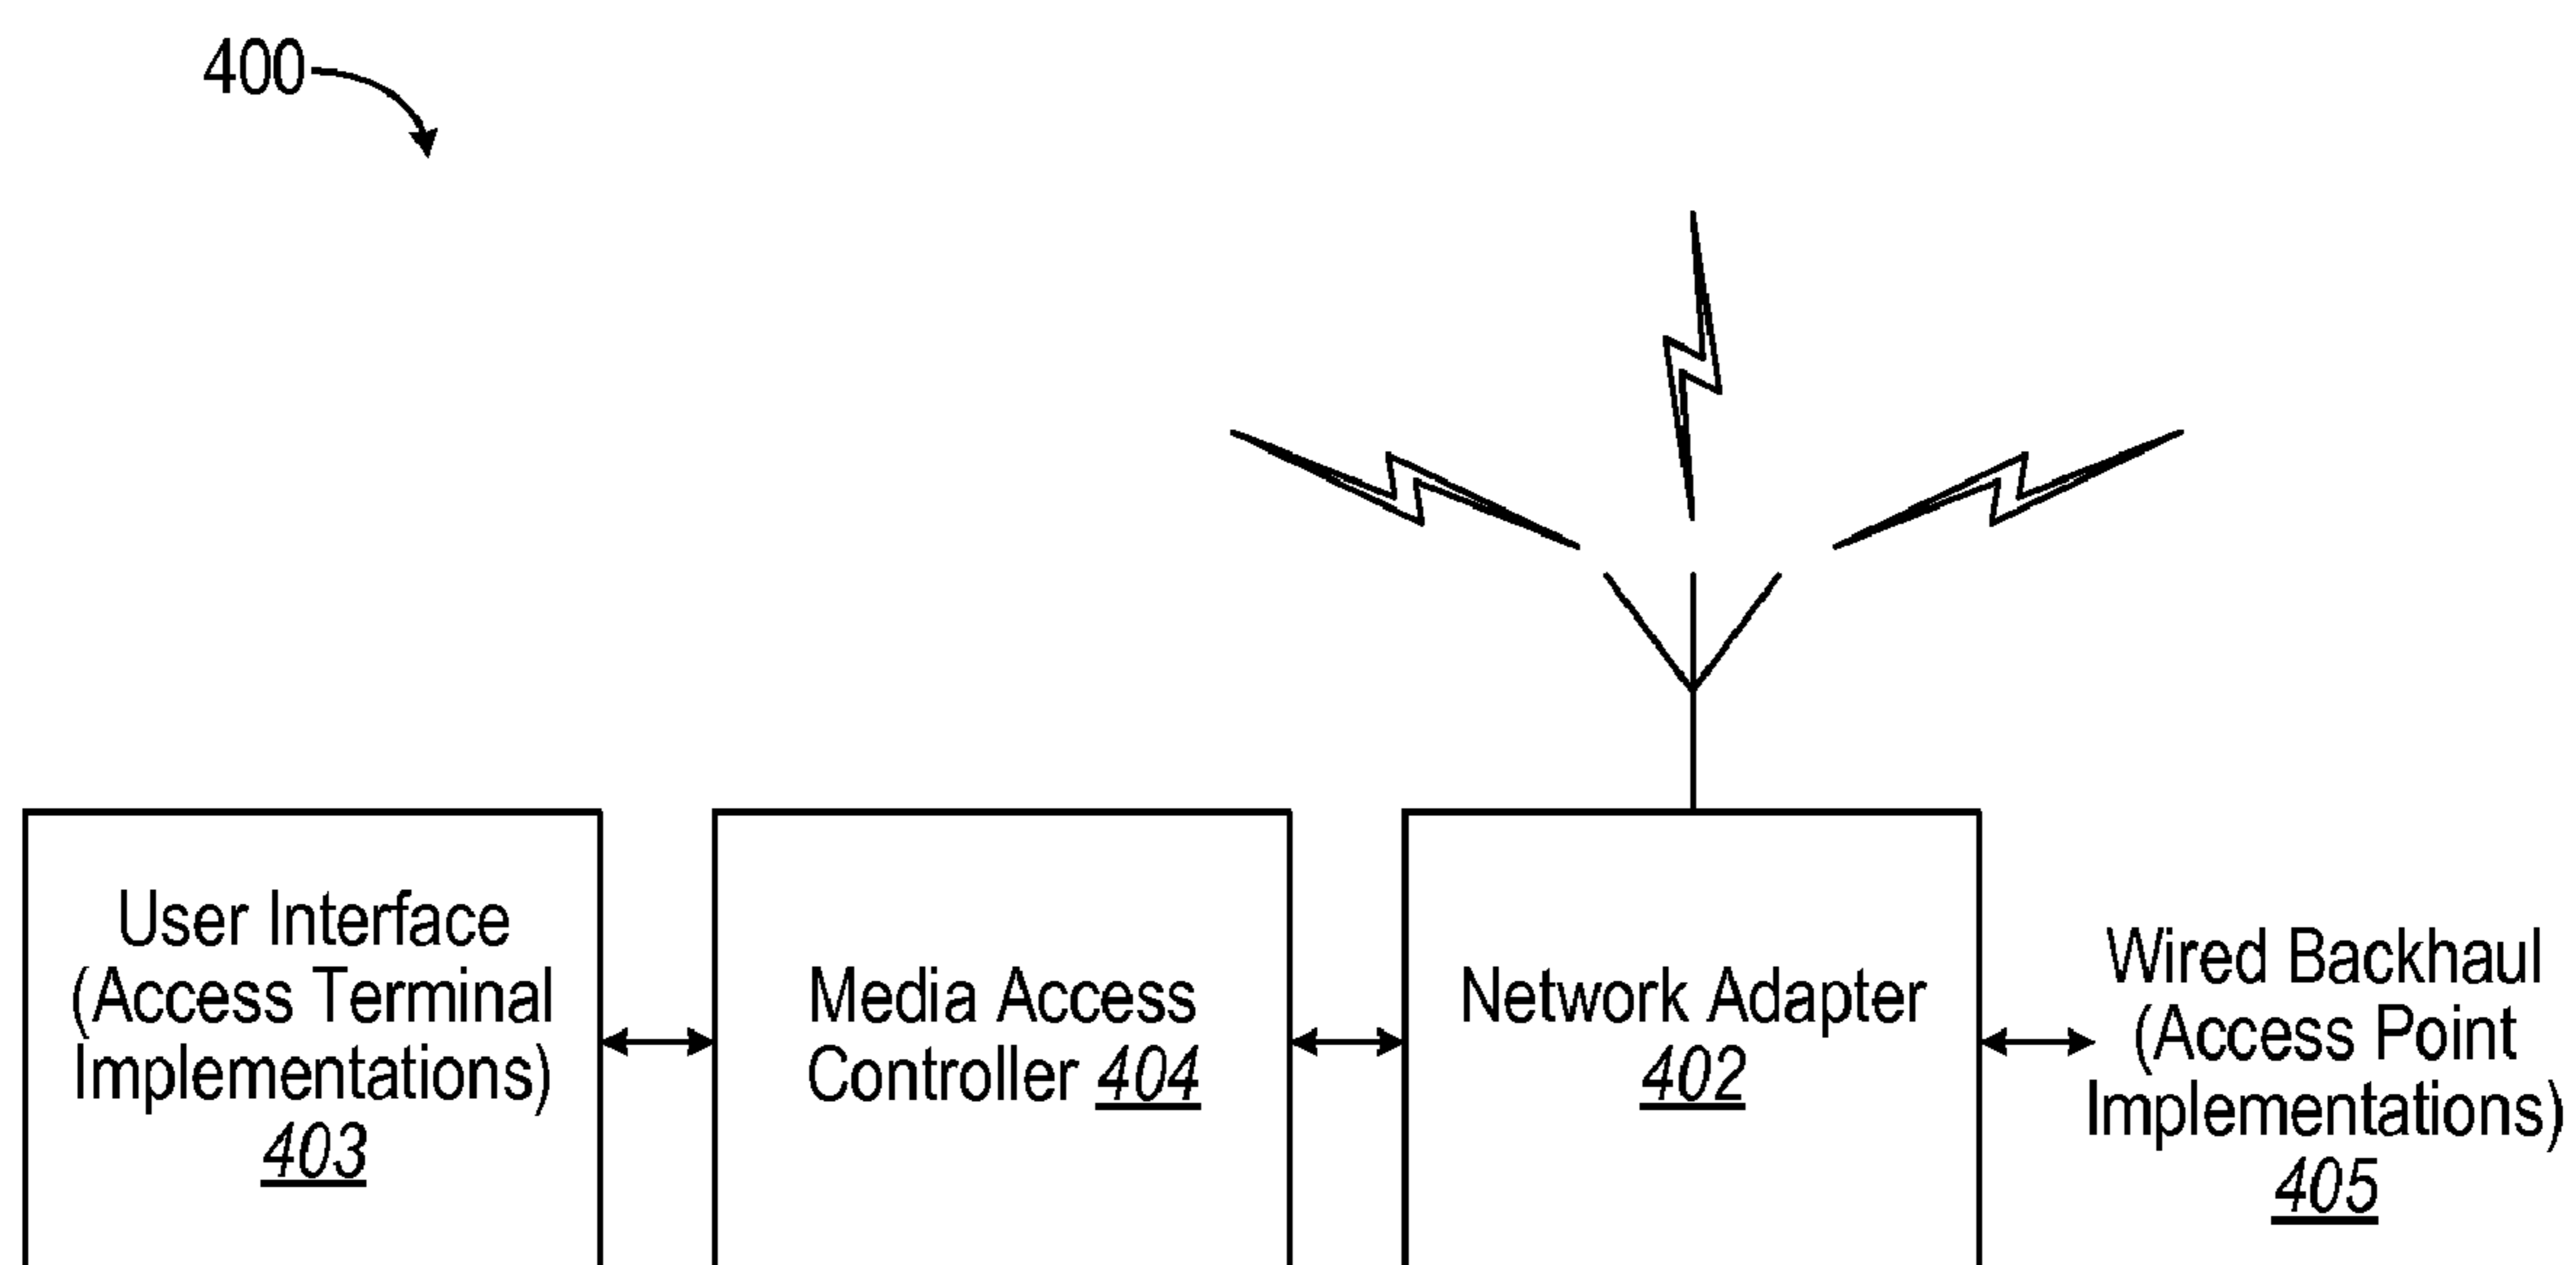 400
User Interface
(Access Terminal
Implementations)
403
Media Access
Controller 404
Network Adapter
402
Wired Backhaul
(Access Point
Implementations)
405